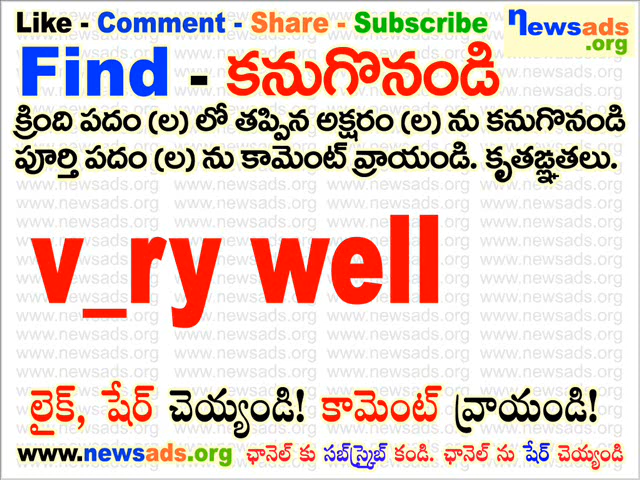 Like - Comment - Share - Subscribe
newsads
.org
Find - కనుగొనండి
క్రింది పదం (ల) లో తప్పిన అక్షరం (ల) ను కనుగొనండి
పూర్తి పదం (ల) ను కామెంట్ వ్రాయండి. కృతఙ్ఞతలు.
v_ry well
లైక్, షేర్ చెయ్యండి! కామెంట్ వ్రాయండి!
www.newsads.org ఛానెల్ కు సబ్‌స్క్రైబ్ కండి. ఛానెల్ ను షేర్ చెయ్యండి